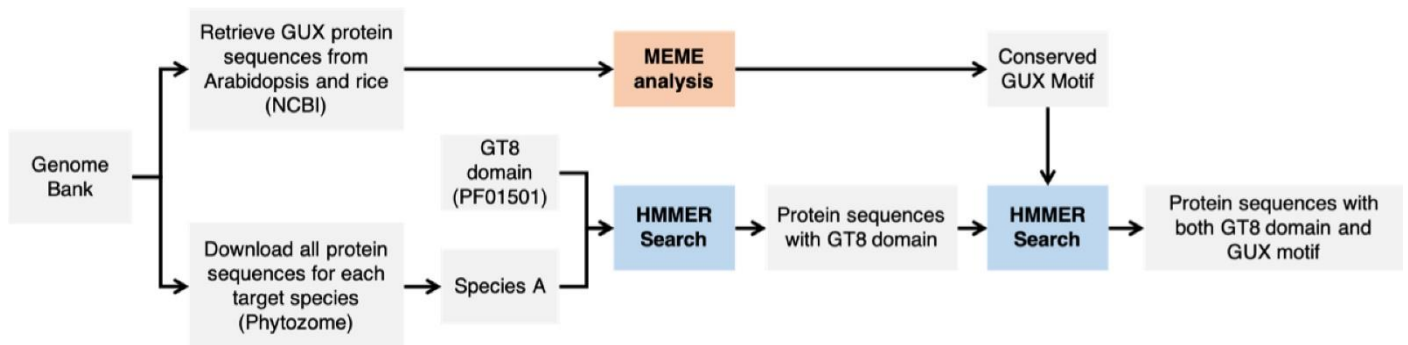 Genome
Bank
Retrieve GUX protein
sequences from
Arabidopsis and rice
(NCBI)
MEME
analysis
Conserved
GUX Motif
Download all protein
sequences for each
target species
(Phytozome)
GT8
domain
(PF01501)
Species A
HMMER
Search
Protein sequences
with GT8 domain
HMMER
Search
Protein sequences with
both GT8 domain and
GUX motif